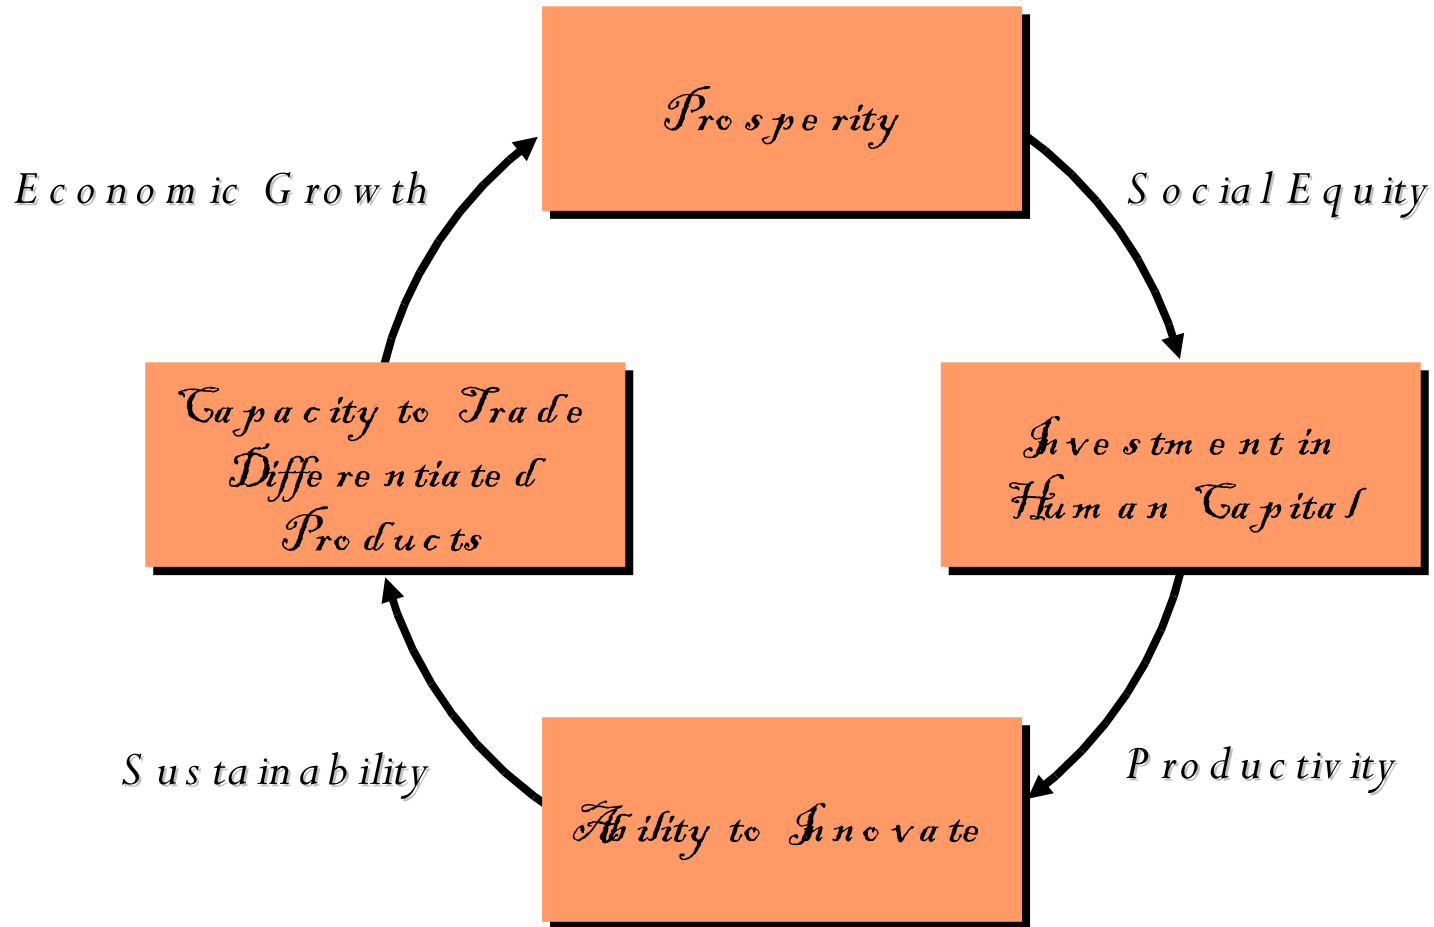 Prosperity
Economic Growth
Social Equity
Capacity to Trade
Differentiated
Products
Investment in
Human Capital
Sustainability
Productivity
Ability to Innovate